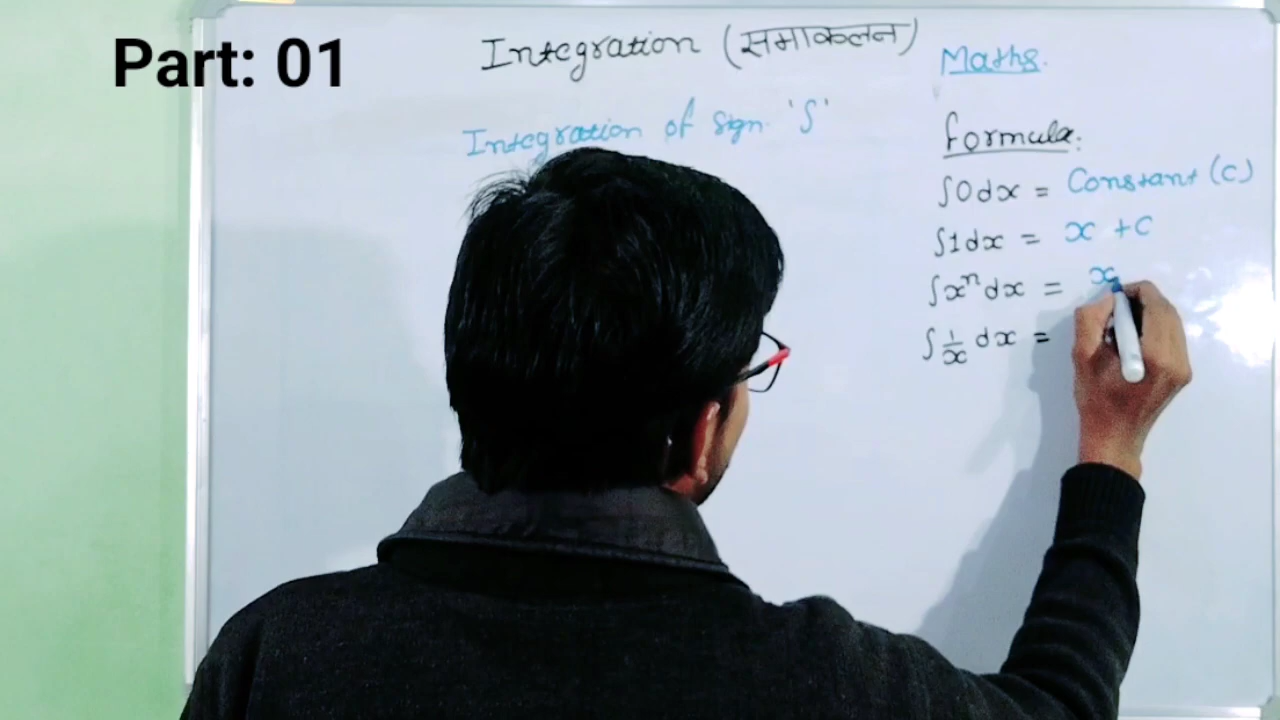 Part: 01
Integration (समाकलन)
Maths.
Integration of sign. '∫'
formula:
∫0dx = Constant (c)
∫1dx = x + c
∫xⁿdx = x
∫1/x dx =